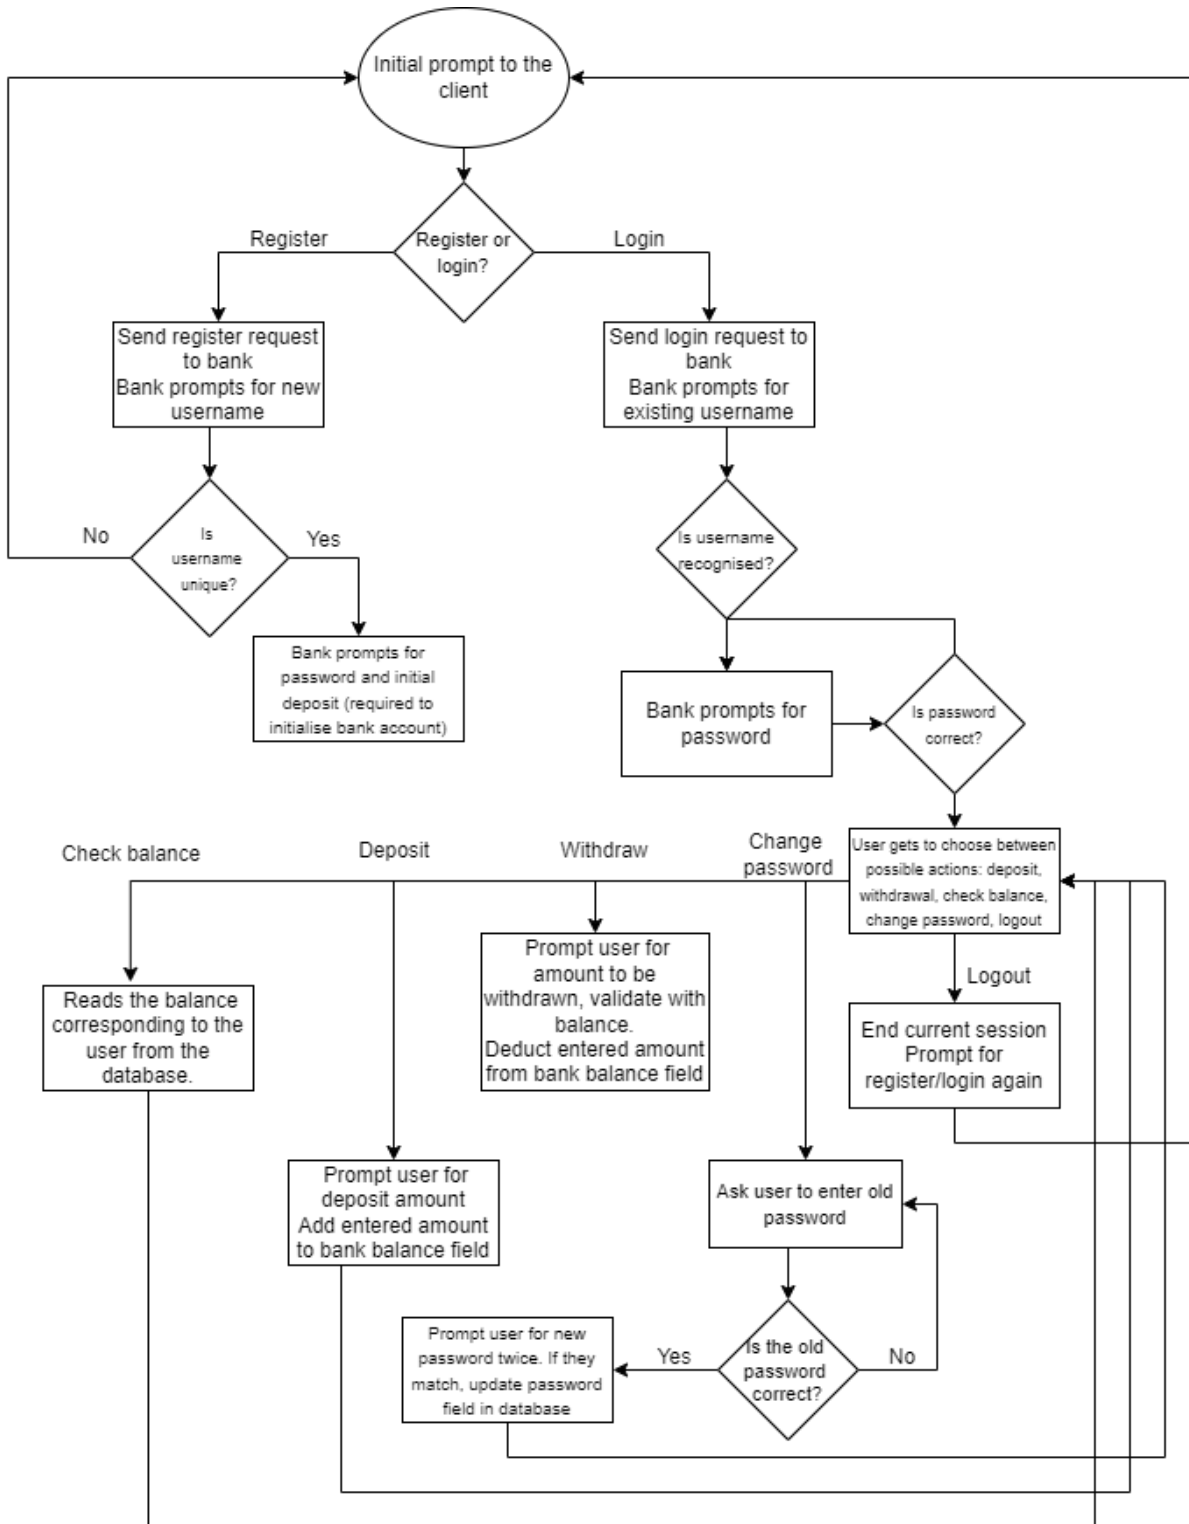 Initial prompt to the
client
Register
Register or
login?
Login
Send register request
to bank
Bank prompts for new
username
Send login request to
bank
Bank prompts for
existing username
No
Is
username
unique?
Yes
Is username
recognised?
Bank prompts for
password and initial
deposit (required to
initialise bank account)
Bank prompts for
password
Is password
correct?
Check balance
Deposit
Withdraw
Change
password
User gets to choose between
possible actions: deposit,
withdrawal, check balance,
change password, logout
Prompt user for
amount to be
withdrawn, validate with
balance.
Deduct entered amount
from bank balance field
Logout
Reads the balance
corresponding to the
user from the
database.
End current session
Prompt for
register/login again
Prompt user for
deposit amount
Add entered amount
to bank balance field
Ask user to enter old
password
Prompt user for new
password twice. If they
match, update password
field in database
Yes
Is the old
password
correct?
No